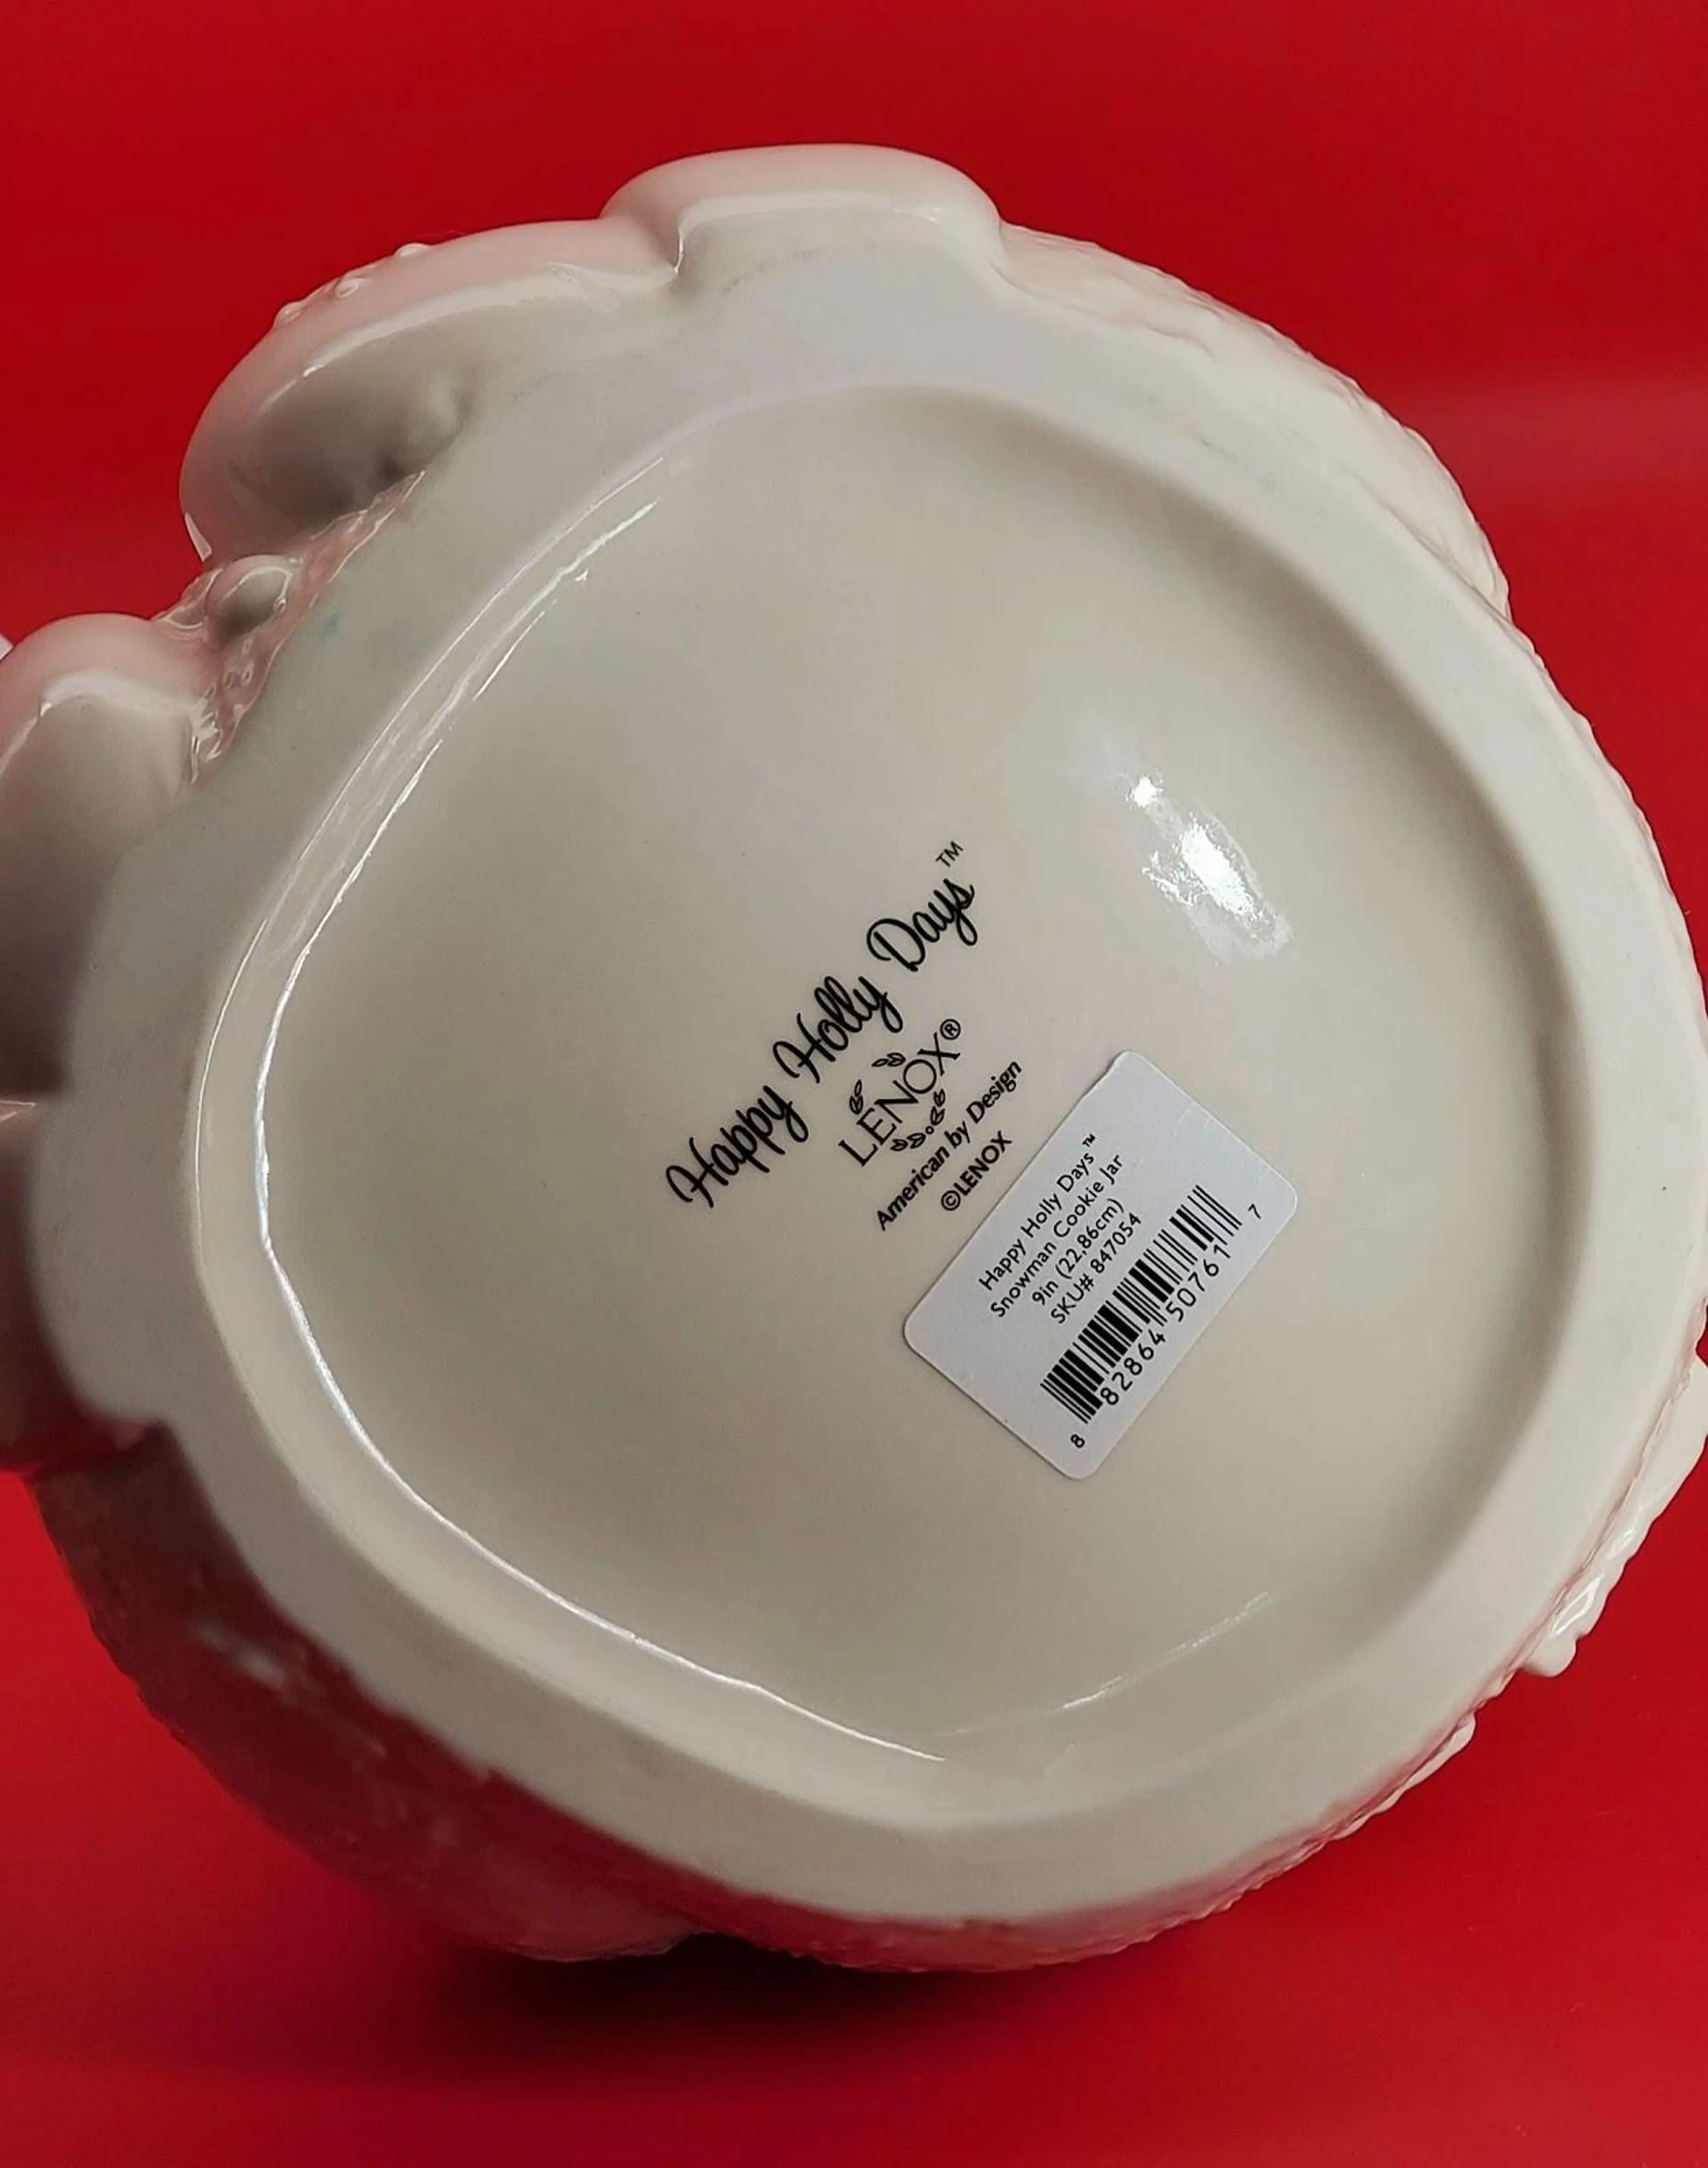 Happy Holly Days™
LENOX®
American by Design
©LENOX
Happy Holly Days™
Snowman Cookie Jar
9in (22,86cm)
SKU# 847054
8 82864 50761 7